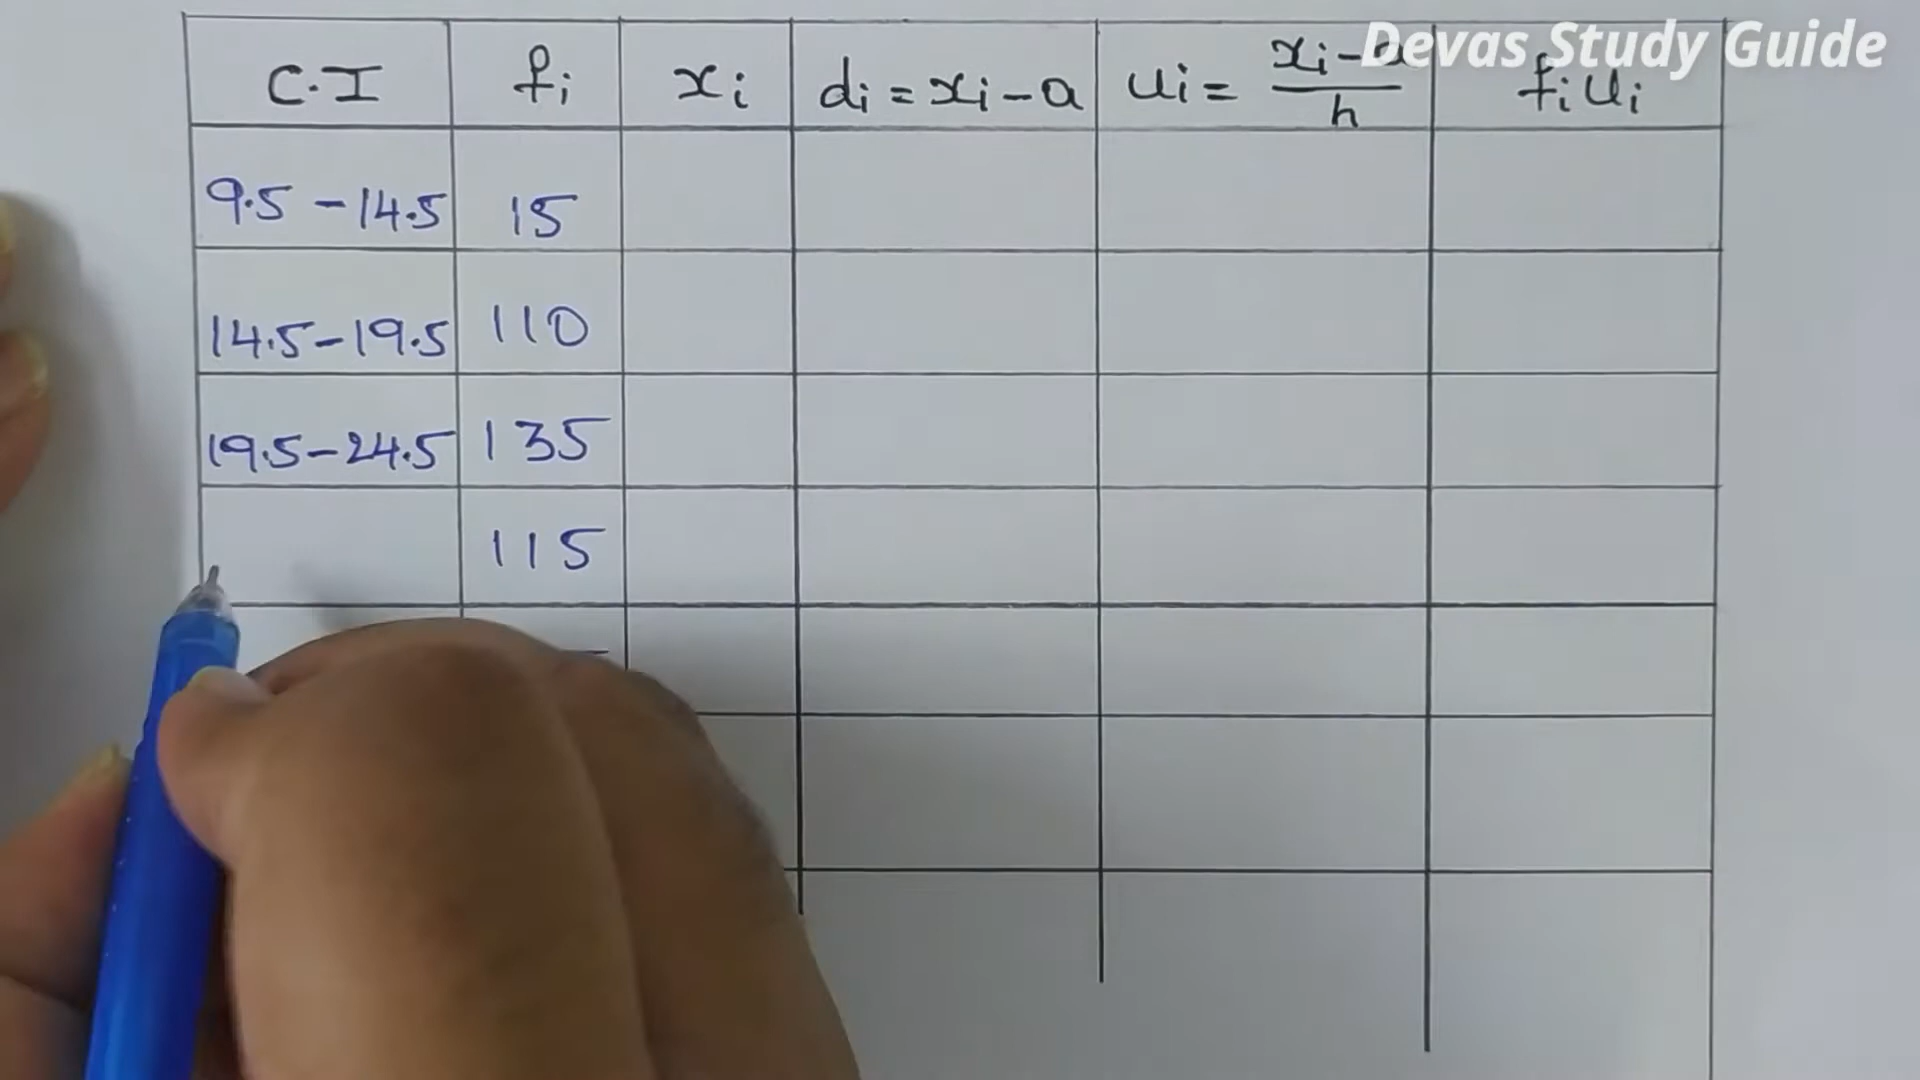 Devas Study Guide
C.I fi xi di = xi - a ui = xi - a / h fiui
9.5 - 14.5 15
14.5 - 19.5 110
19.5 - 24.5 135
115